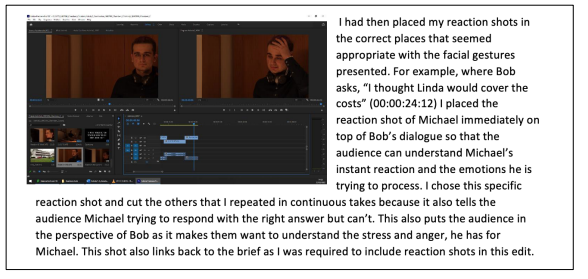 I had then placed my reaction shots in
the correct places that seemed
appropriate with the facial gestures
presented. For example, where Bob
asks, “I thought Linda would cover the
costs” (00:00:24:12) I placed the
reaction shot of Michael immediately on
top of Bob’s dialogue so that the
audience can understand Michael’s
instant reaction and the emotions he is
trying to process. I chose this specific
reaction shot and cut the others that I repeated in continuous takes because it also tells the
audience Michael trying to respond with the right answer but can’t. This also puts the audience in
the perspective of Bob as it makes them want to understand the stress and anger, he has for
Michael. This shot also links back to the brief as I was required to include reaction shots in this edit.